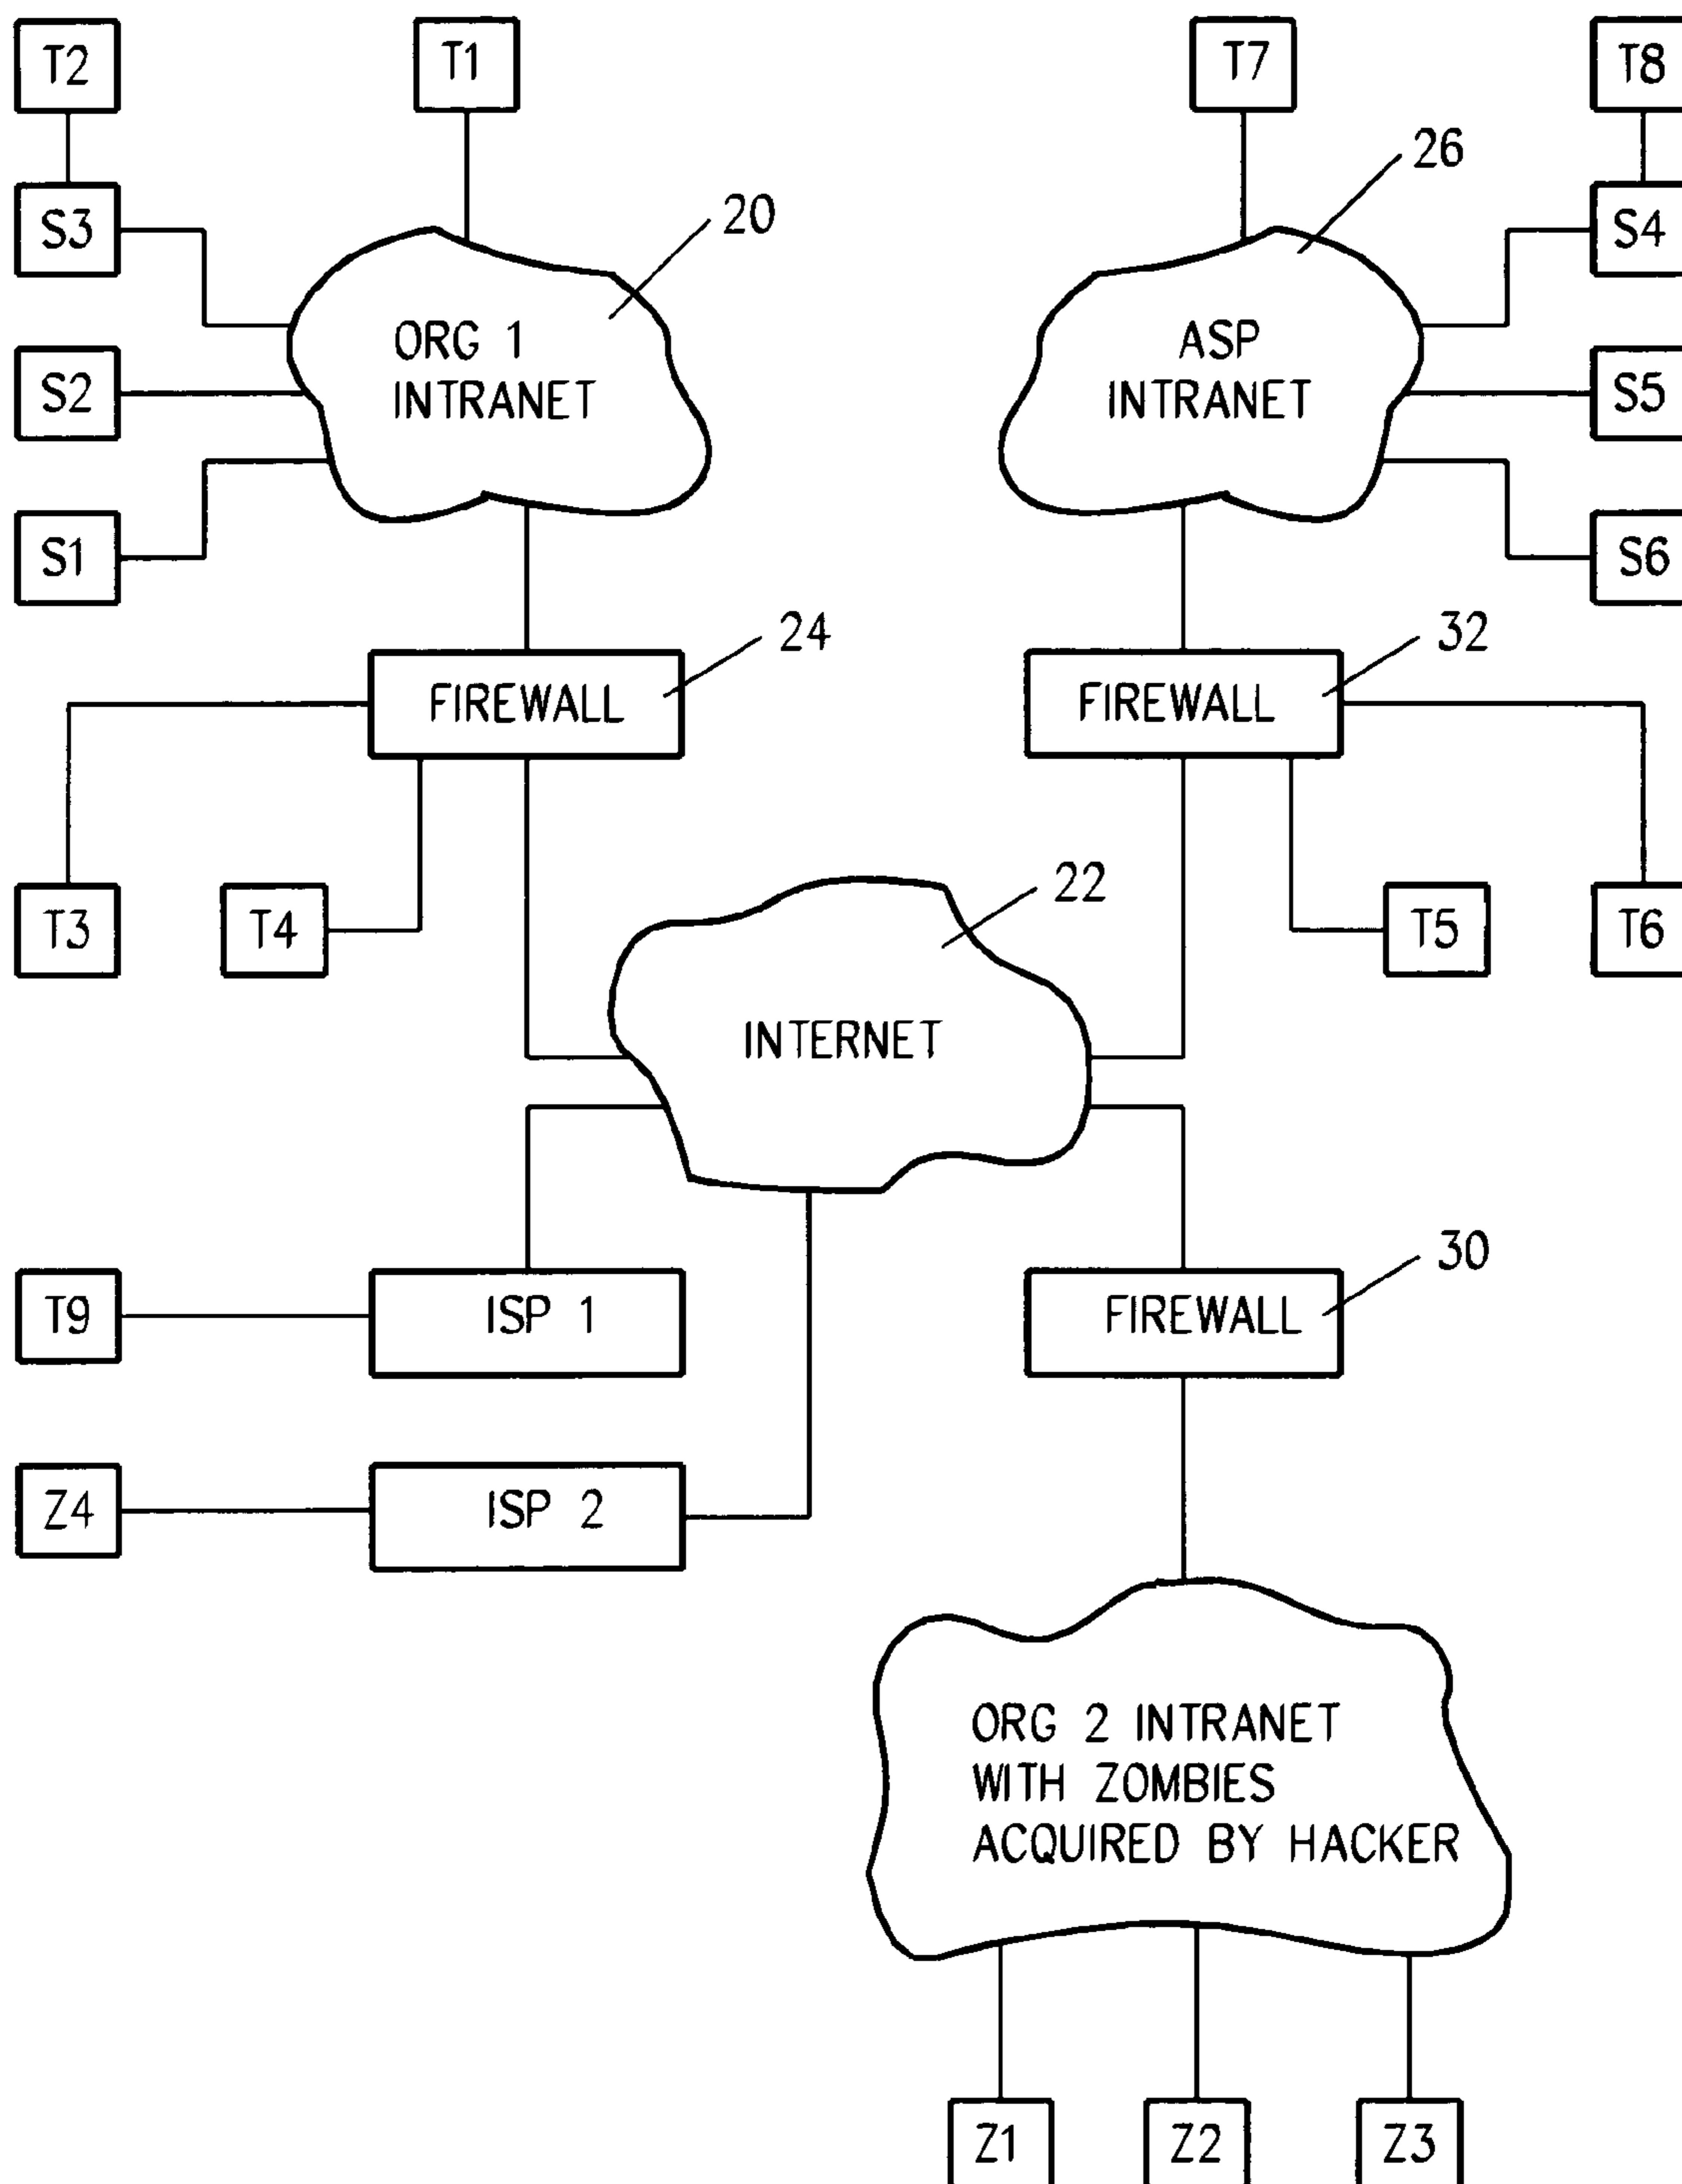 T2
T1
T7
T8
26
S3
20
S4
ORG 1
INTRANET
ASP
INTRANET
S2
S5
S1
S6
24
32
FIREWALL
FIREWALL
22
T3
T4
T5
T6
INTERNET
30
T9
ISP 1
FIREWALL
Z4
ISP 2
ORG 2 INTRANET
WITH ZOMBIES
ACQUIRED BY HACKER
Z1
Z2
Z3